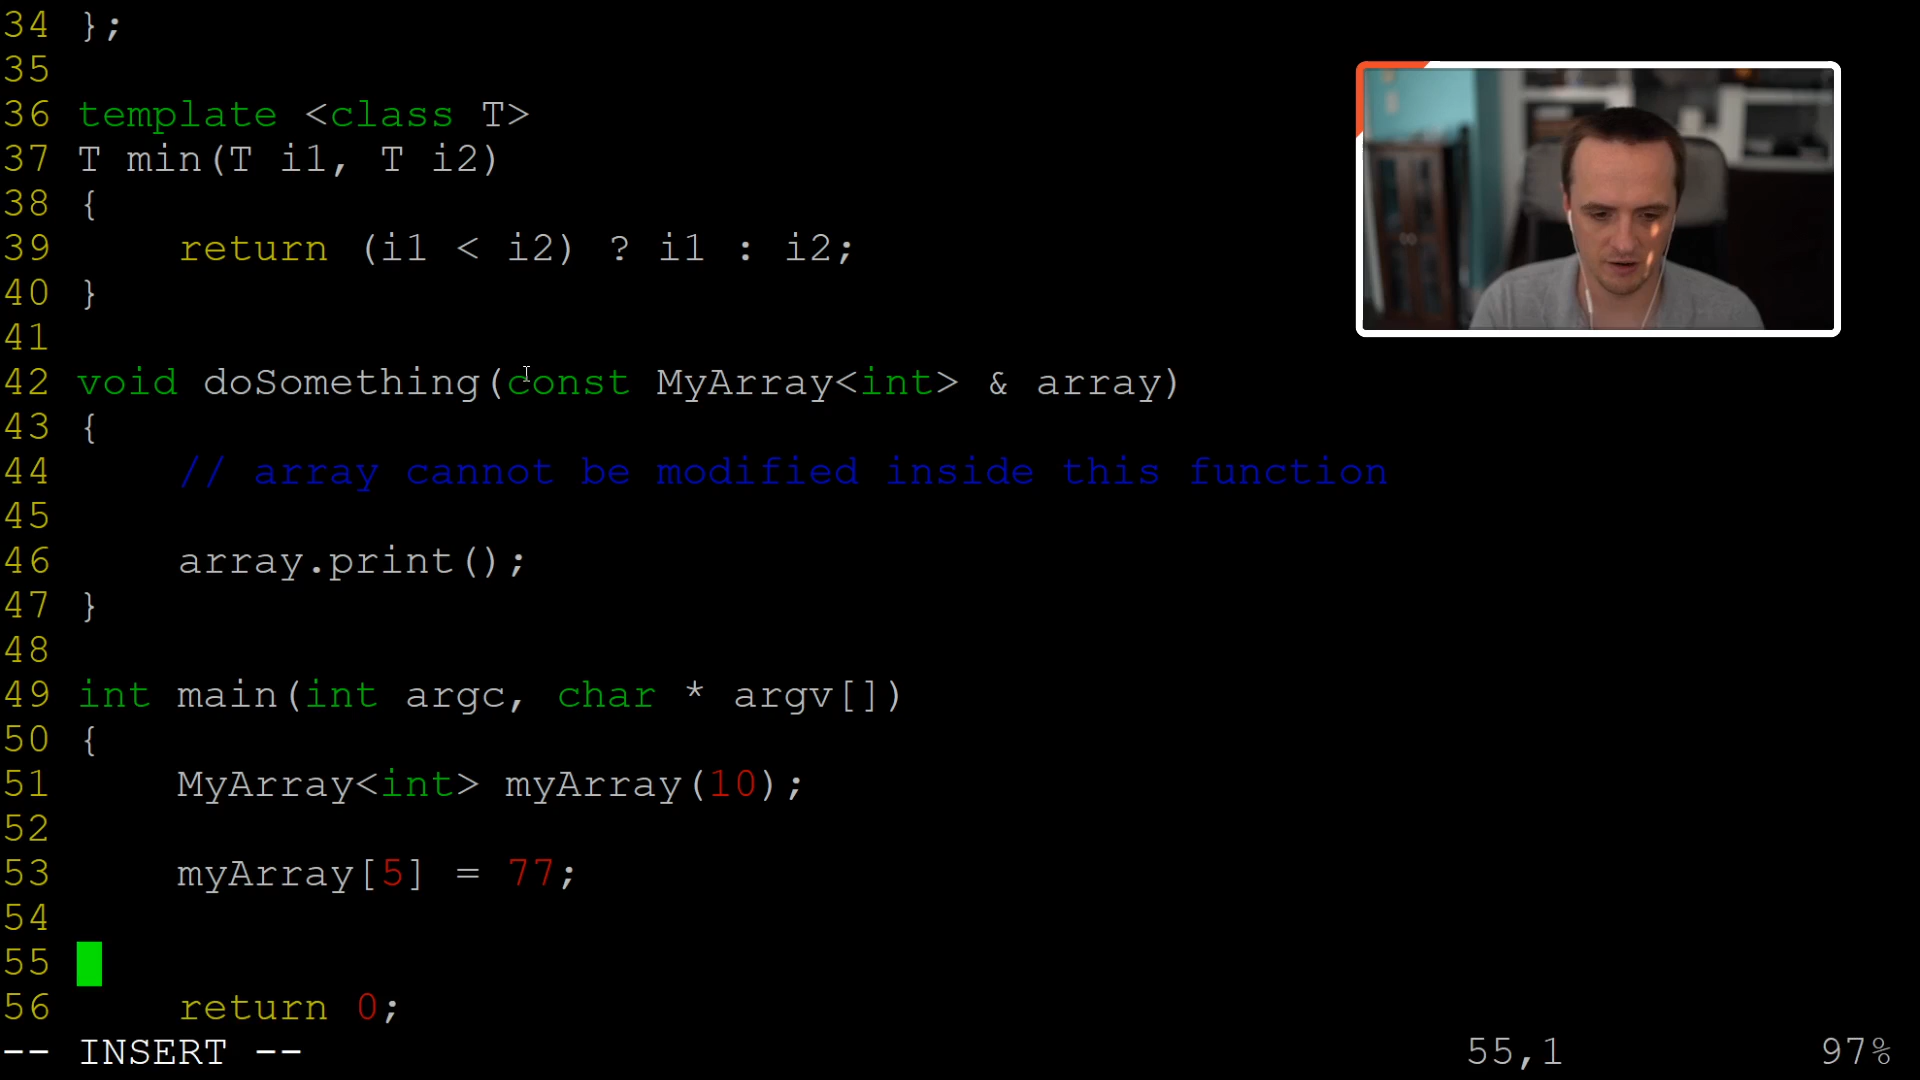 34 };
35
36 template <class T>
37 T min(T i1, T i2)
38 {
39     return (i1 < i2) ? i1 : i2;
40 }
41
42 void doSomething(const MyArray<int> & array)
43 {
44     // array cannot be modified inside this function
45
46     array.print();
47 }
48
49 int main(int argc, char * argv[])
50 {
51     MyArray<int> myArray(10);
52
53     myArray[5] = 77;
54
55
56     return 0;
-- INSERT -- 55,1 97%